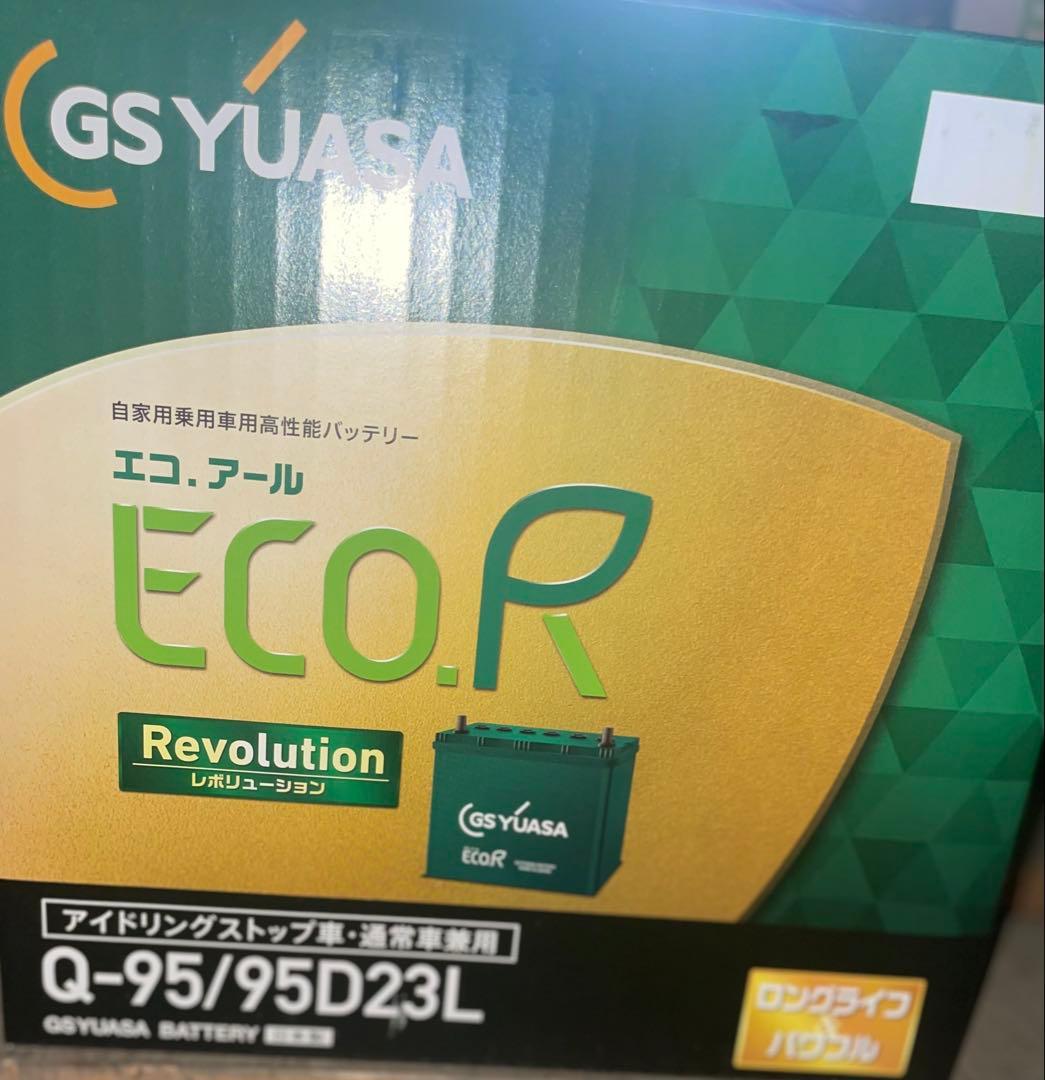 GS YUASA
自家用乗用車用高性能バッテリー
エコ.アール
ECO.R
Revolution
レボリューション
GS YUASA
ECO.R
アイドリングストップ車・通常車兼用
Q-95/95D23L
GS YUASA BATTERY
ロングライフ
&
パワフル